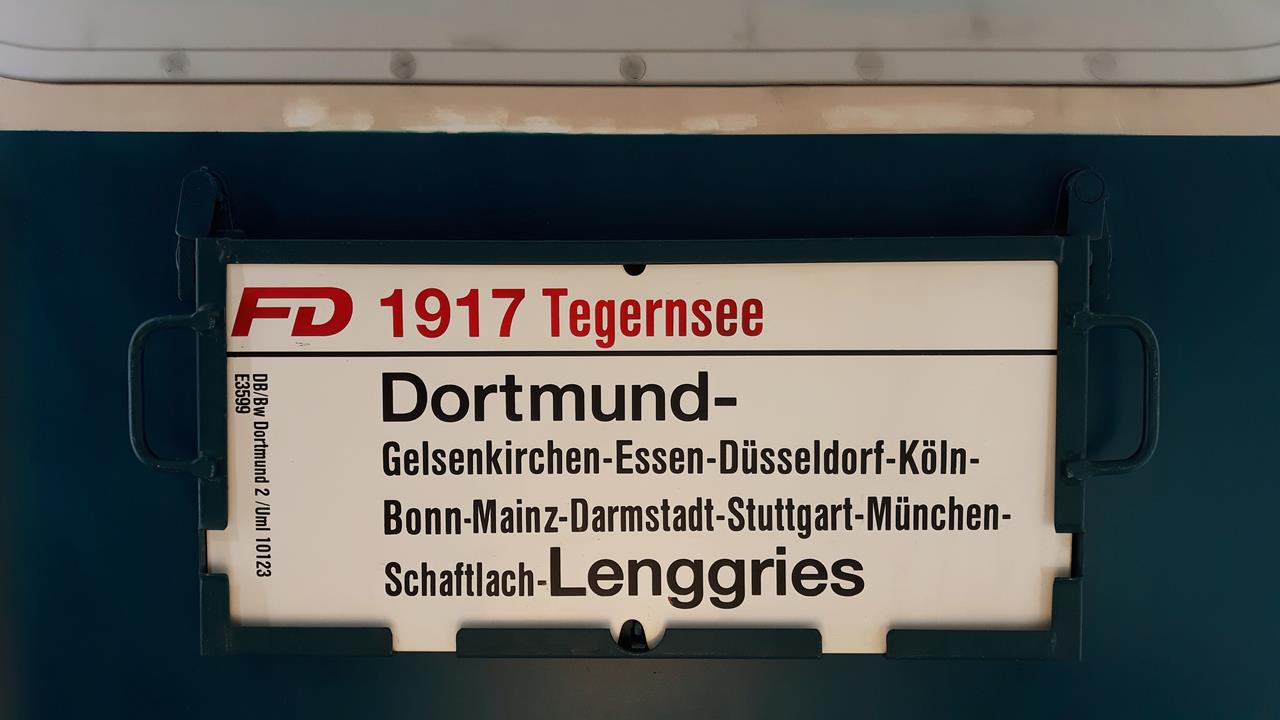 FD 1917 Tegernsee
Dortmund-
Gelsenkirchen-Essen-Düsseldorf-Köln-
Bonn-Mainz-Darmstadt-Stuttgart-München-
Schaftlach-Lenggries
DB/Bw Dortmund 2 /Uml 10123
E3599